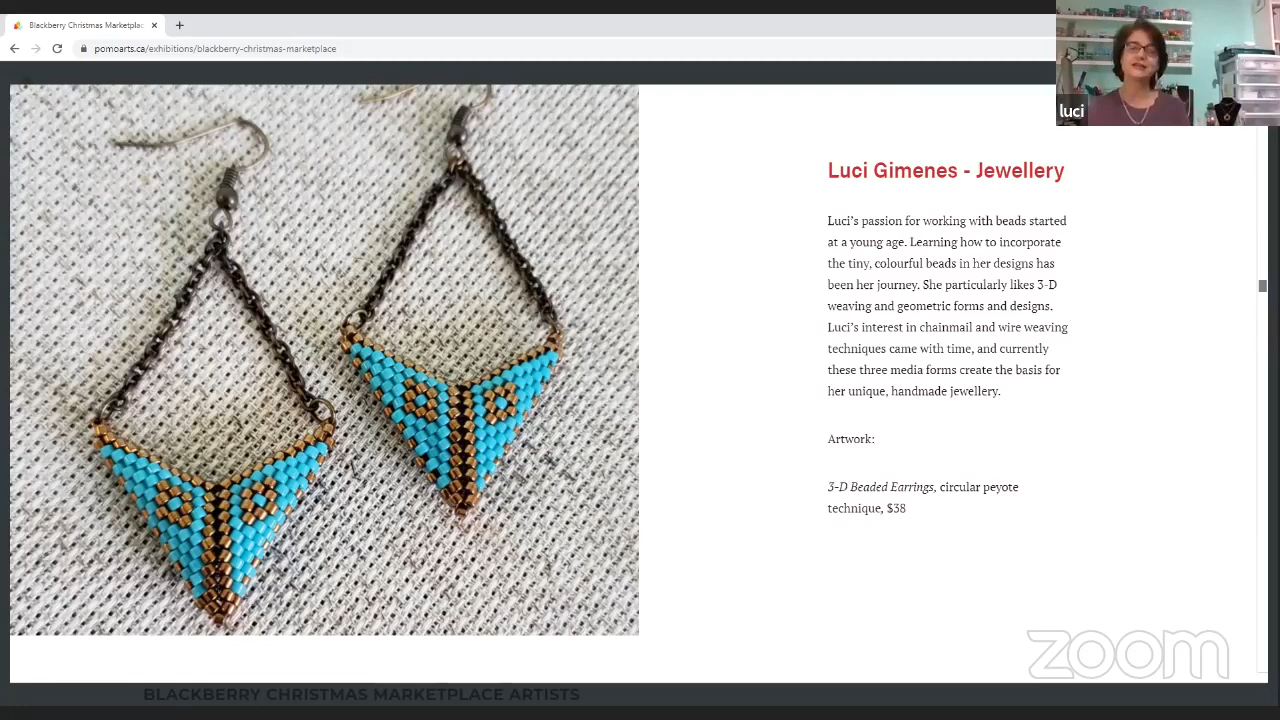 Blackberry Christmas Marketplac
pomoarts.ca/exhibitions/blackberry-christmas-marketplace
luci
Luci Gimenes - Jewellery
Luci's passion for working with beads started
at a young age. Learning how to incorporate
the tiny, colourful beads in her designs has
been her journey. She particularly likes 3-D
weaving and geometric forms and designs.
Luci's interest in chainmail and wire weaving
techniques came with time, and currently
these three media forms create the basis for
her unique, handmade jewellery.
Artwork:
3-D Beaded Earrings, circular peyote
technique, $38
zoom
BLACKBERRY CHRISTMAS MARKETPLACE ARTISTS